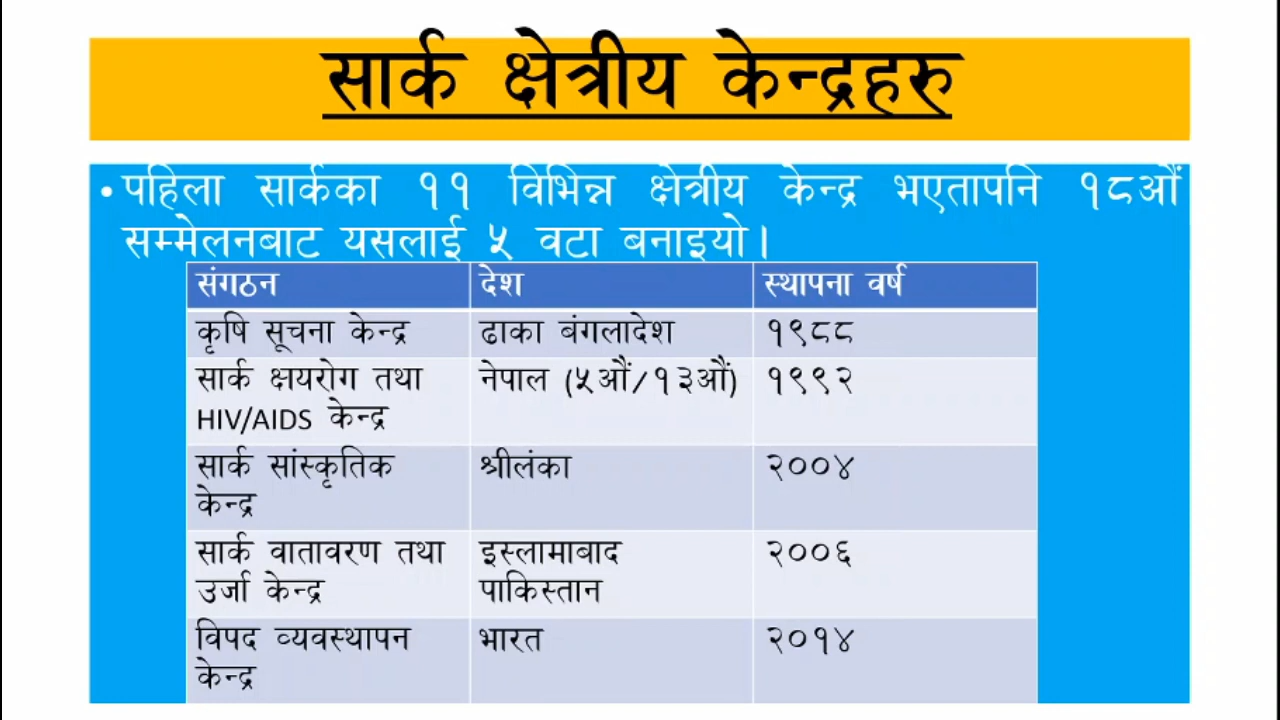 सार्क क्षेत्रीय केन्द्रहरु
• पहिला सार्कका ११ विभिन्न क्षेत्रीय केन्द्र भएतापनि १८औं
सम्मेलनबाट यसलाई ५ वटा बनाइयो।
संगठन देश स्थापना वर्ष
कृषि सूचना केन्द्र ढाका बंगलादेश १९८८
सार्क क्षयरोग तथा नेपाल (५औं/१३औं) १९९२
HIV/AIDS केन्द्र
सार्क सांस्कृतिक श्रीलंका २००४
केन्द्र
सार्क वातावरण तथा इस्लामाबाद २००६
उर्जा केन्द्र पाकिस्तान
विपद व्यवस्थापन भारत २०१४
केन्द्र